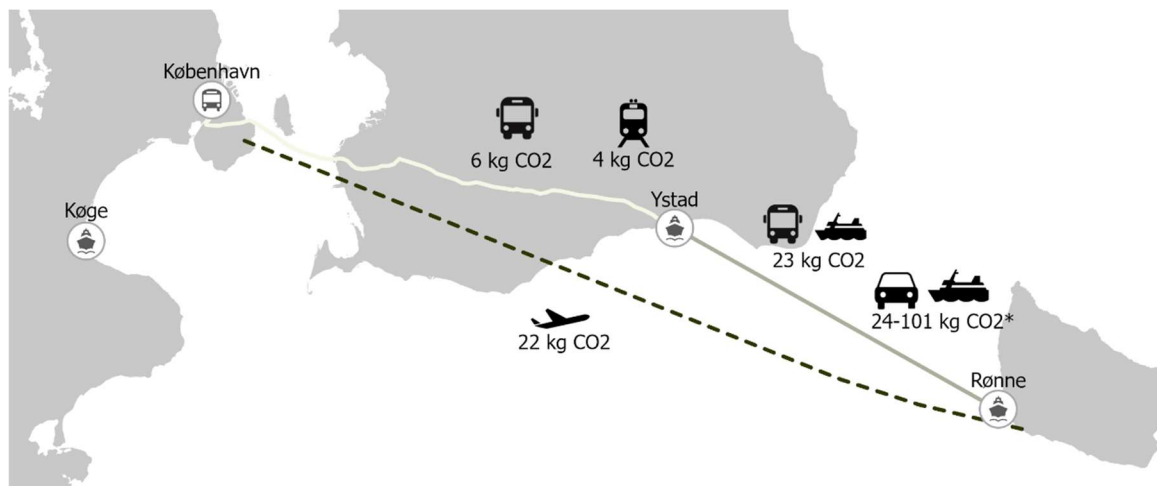 København
6 kg CO2
4 kg CO2
Køge
Ystad
23 kg CO2
24-101 kg CO2*
22 kg CO2
Rønne